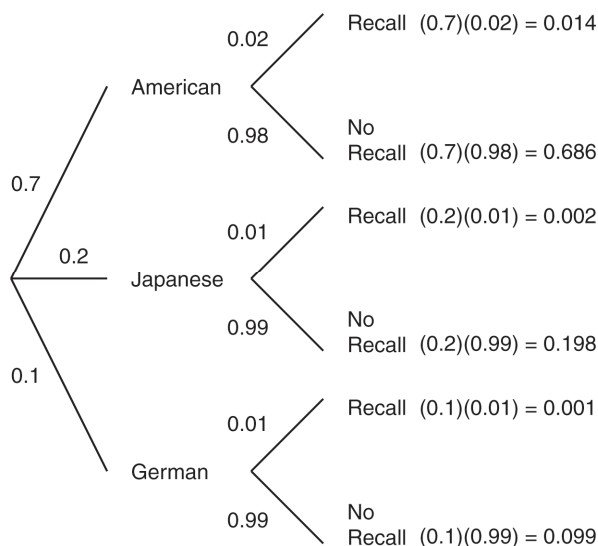 0.02
Recall (0.7)(0.02) = 0.014
American
0.98
No
Recall (0.7)(0.98) = 0.686
0.7
0.01
Recall (0.2)(0.01) = 0.002
0.2
Japanese
0.99
No
Recall (0.2)(0.99) = 0.198
0.1
0.01
Recall (0.1)(0.01) = 0.001
German
0.99
No
Recall (0.1)(0.99) = 0.099